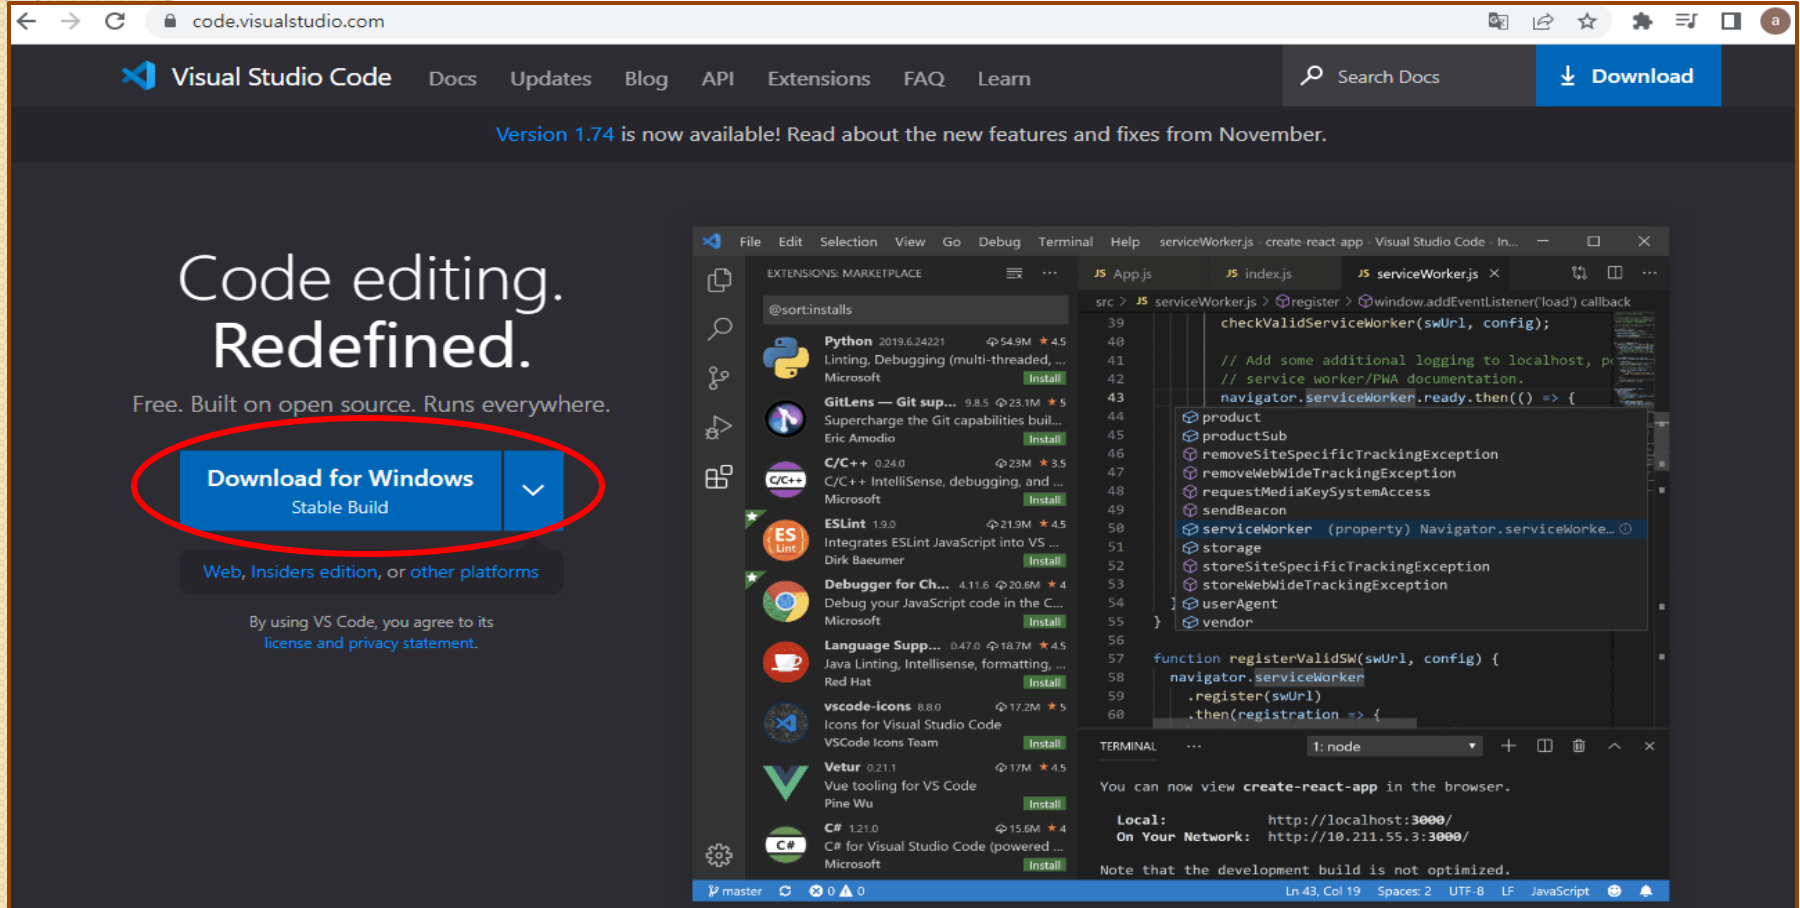 code.visualstudio.com
a
Visual Studio Code Docs Updates Blog API Extensions FAQ Learn Search Docs Download
Version 1.74 is now available! Read about the new features and fixes from November.
Code editing.
Redefined.
Free. Built on open source. Runs everywhere.
Download for Windows
Stable Build
Web, Insiders edition, or other platforms
By using VS Code, you agree to its
license and privacy statement.
File Edit Selection View Go Debug Terminal Help serviceWorker.js - create-react-app - Visual Studio Code - In...
EXTENSIONS: MARKETPLACE
@sort:installs
Python 2019.6.24221 54.9M ★ 4.5
Linting, Debugging (multi-threaded, ...
Microsoft Install
GitLens — Git sup... 9.8.5 23.1M ★ 5
Supercharge the Git capabilities buil...
Eric Amodio Install
C/C++
C/C++ 0.24.0 23M ★ 3.5
C/C++ IntelliSense, debugging, and ...
Microsoft Install
ES
Lint
ESLint 1.9.0 21.9M ★ 4.5
Integrates ESLint JavaScript into VS ...
Dirk Baeumer Install
Debugger for Ch... 4.11.6 20.6M ★ 4
Debug your JavaScript code in the C...
Microsoft Install
Language Supp... 0.47.0 18.7M ★ 4.5
Java Linting, Intellisense, formatting, ...
Red Hat Install
vscode-icons 8.8.0 17.2M ★ 5
Icons for Visual Studio Code
VSCode Icons Team Install
Vetur 0.21.1 17M ★ 4.5
Vue tooling for VS Code
Pine Wu Install
C#
C# 1.21.0 15.6M ★ 4
C# for Visual Studio Code (powered ...
Microsoft Install
JS App.js JS index.js JS serviceWorker.js
src > JS serviceWorker.js > register > window.addEventListener('load') callback
39 checkValidServiceWorker(swUrl, config);
40
41 // Add some additional logging to localhost, p
42 // service worker/PWA documentation.
43 navigator.serviceWorker.ready.then(() => {
44 product
45 productSub
46 removeSiteSpecificTrackingException
47 removeWebWideTrackingException
48 requestMediaKeySystemAccess
49 sendBeacon
50 serviceWorker (property) Navigator.serviceWorke...
51 storage
52 storeSiteSpecificTrackingException
53 storeWebWideTrackingException
54 } userAgent
55 } vendor
56
57 function registerValidSW(swUrl, config) {
58 navigator.serviceWorker
59 .register(swUrl)
60 .then(registration => {
TERMINAL ... 1: node
You can now view create-react-app in the browser.
Local: http://localhost:3000/
On Your Network: http://10.211.55.3:3000/
Note that the development build is not optimized.
master 0 0 Ln 43, Col 19 Spaces: 2 UTF-8 LF JavaScript